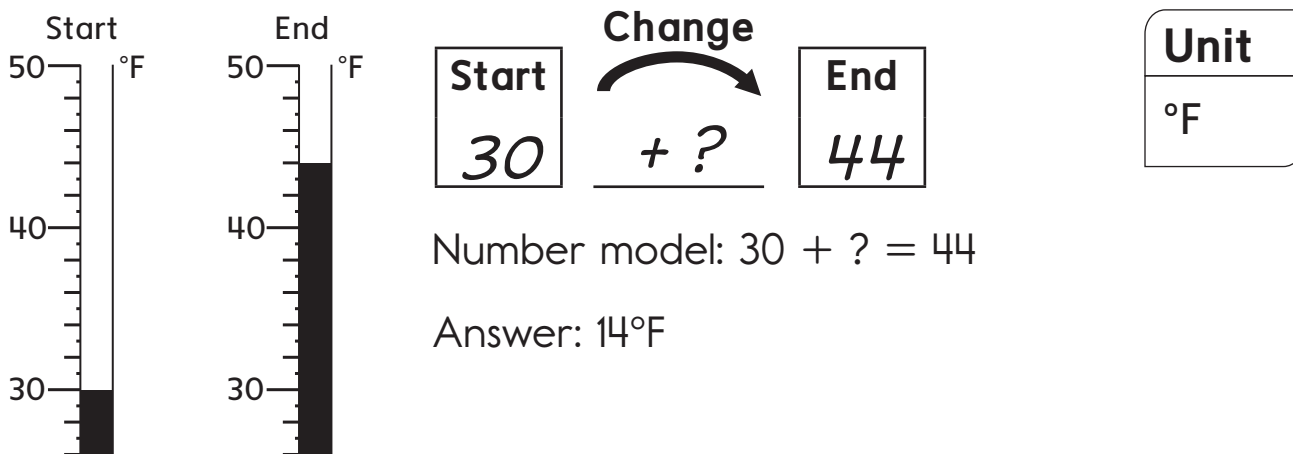 Start
End
50
°F
40
30
50
°F
40
30
Change
Start
30
+ ?
End
44
Number model: 30 + ? = 44
Answer: 14°F
Unit
°F